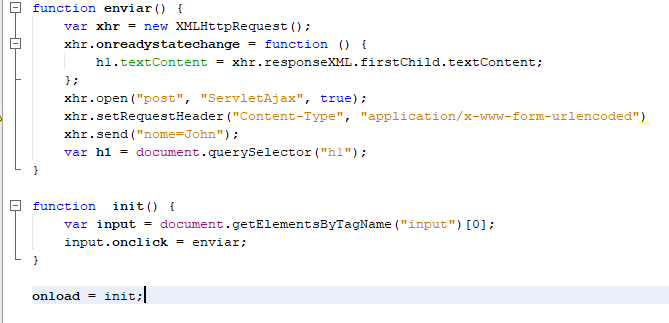 function enviar() {
    var xhr = new XMLHttpRequest();
    xhr.onreadystatechange = function () {
        h1.textContent = xhr.responseXML.firstChild.textContent;
    };
    xhr.open("post", "ServletAjax", true);
    xhr.setRequestHeader("Content-Type", "application/x-www-form-urlencoded")
    xhr.send("nome=John");
    var h1 = document.querySelector("h1");
}
function  init() {
    var input = document.getElementsByTagName("input")[0];
    input.onclick = enviar;
}
onload = init;